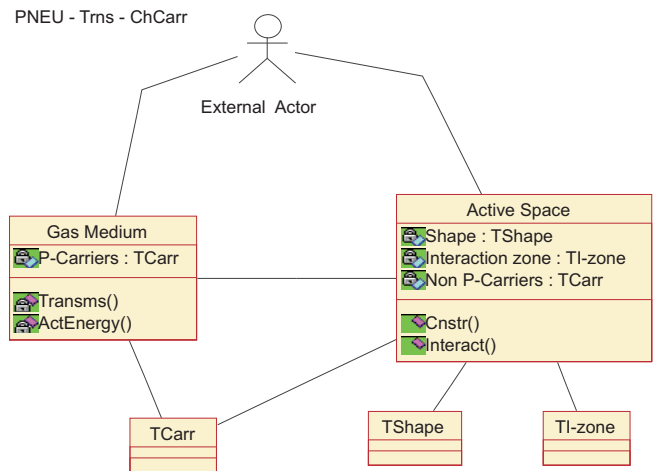 PNEU - Trns - ChCarr
External Actor
Gas Medium
P-Carriers : TCarr
Transms()
ActEnergy()
Active Space
Shape : TShape
Interaction zone : TI-zone
Non P-Carriers : TCarr
Cnstr()
Interact()
TCarr
TShape
TI-zone